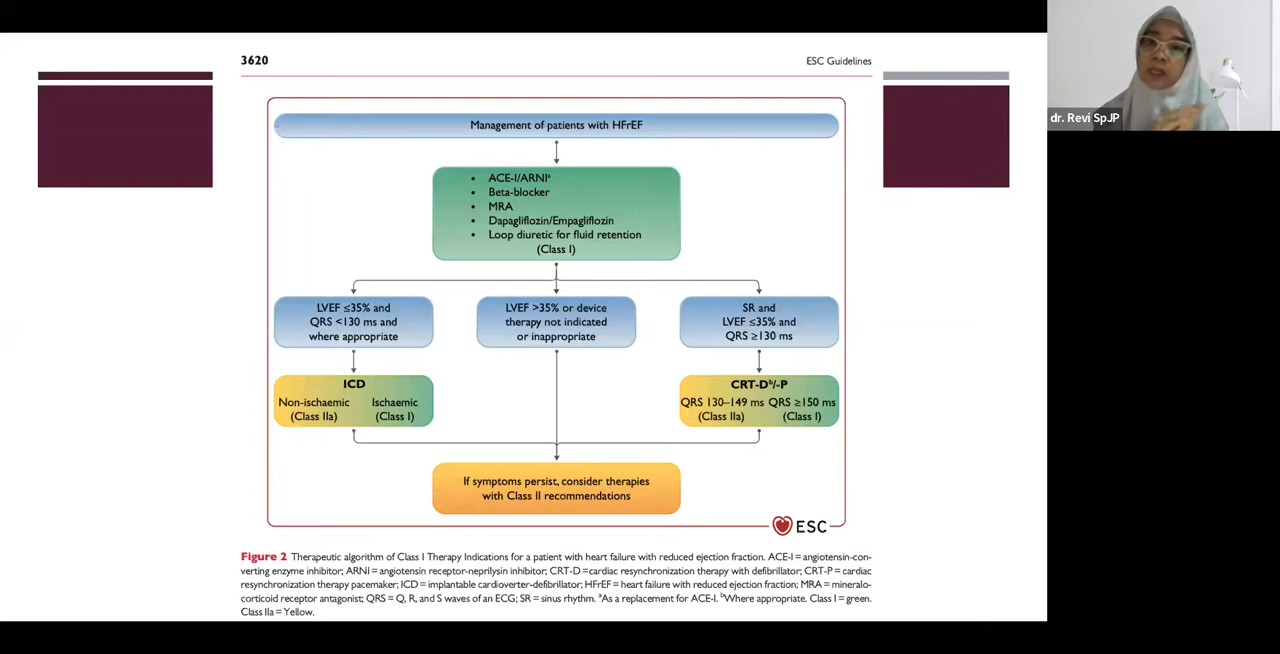 3620
ESC Guidelines
dr. Revi SpJP
Management of patients with HFrEF
• ACE-I/ARNIᵃ
• Beta-blocker
• MRA
• Dapagliflozin/Empagliflozin
• Loop diuretic for fluid retention
(Class I)
LVEF ≤35% and
QRS <130 ms and
where appropriate
LVEF >35% or device
therapy not indicated
or inappropriate
SR and
LVEF ≤35% and
QRS ≥130 ms
ICD
Non-ischaemic
(Class IIa)
Ischaemic
(Class I)
CRT-Dᵇ/-P
QRS 130–149 ms
(Class IIa)
QRS ≥150 ms
(Class I)
If symptoms persist, consider therapies
with Class II recommendations
ESC
Figure 2 Therapeutic algorithm of Class I Therapy Indications for a patient with heart failure with reduced ejection fraction. ACE-I = angiotensin-con-
verting enzyme inhibitor; ARNI = angiotensin receptor-neprilysin inhibitor; CRT-D = cardiac resynchronization therapy with defibrillator; CRT-P = cardiac
resynchronization therapy pacemaker; ICD = implantable cardioverter-defibrillator; HFrEF = heart failure with reduced ejection fraction; MRA = mineralo-
corticoid receptor antagonist; QRS = Q, R, and S waves of an ECG; SR = sinus rhythm. ᵃAs a replacement for ACE-I. ᵇWhere appropriate. Class I = green.
Class IIa = Yellow.